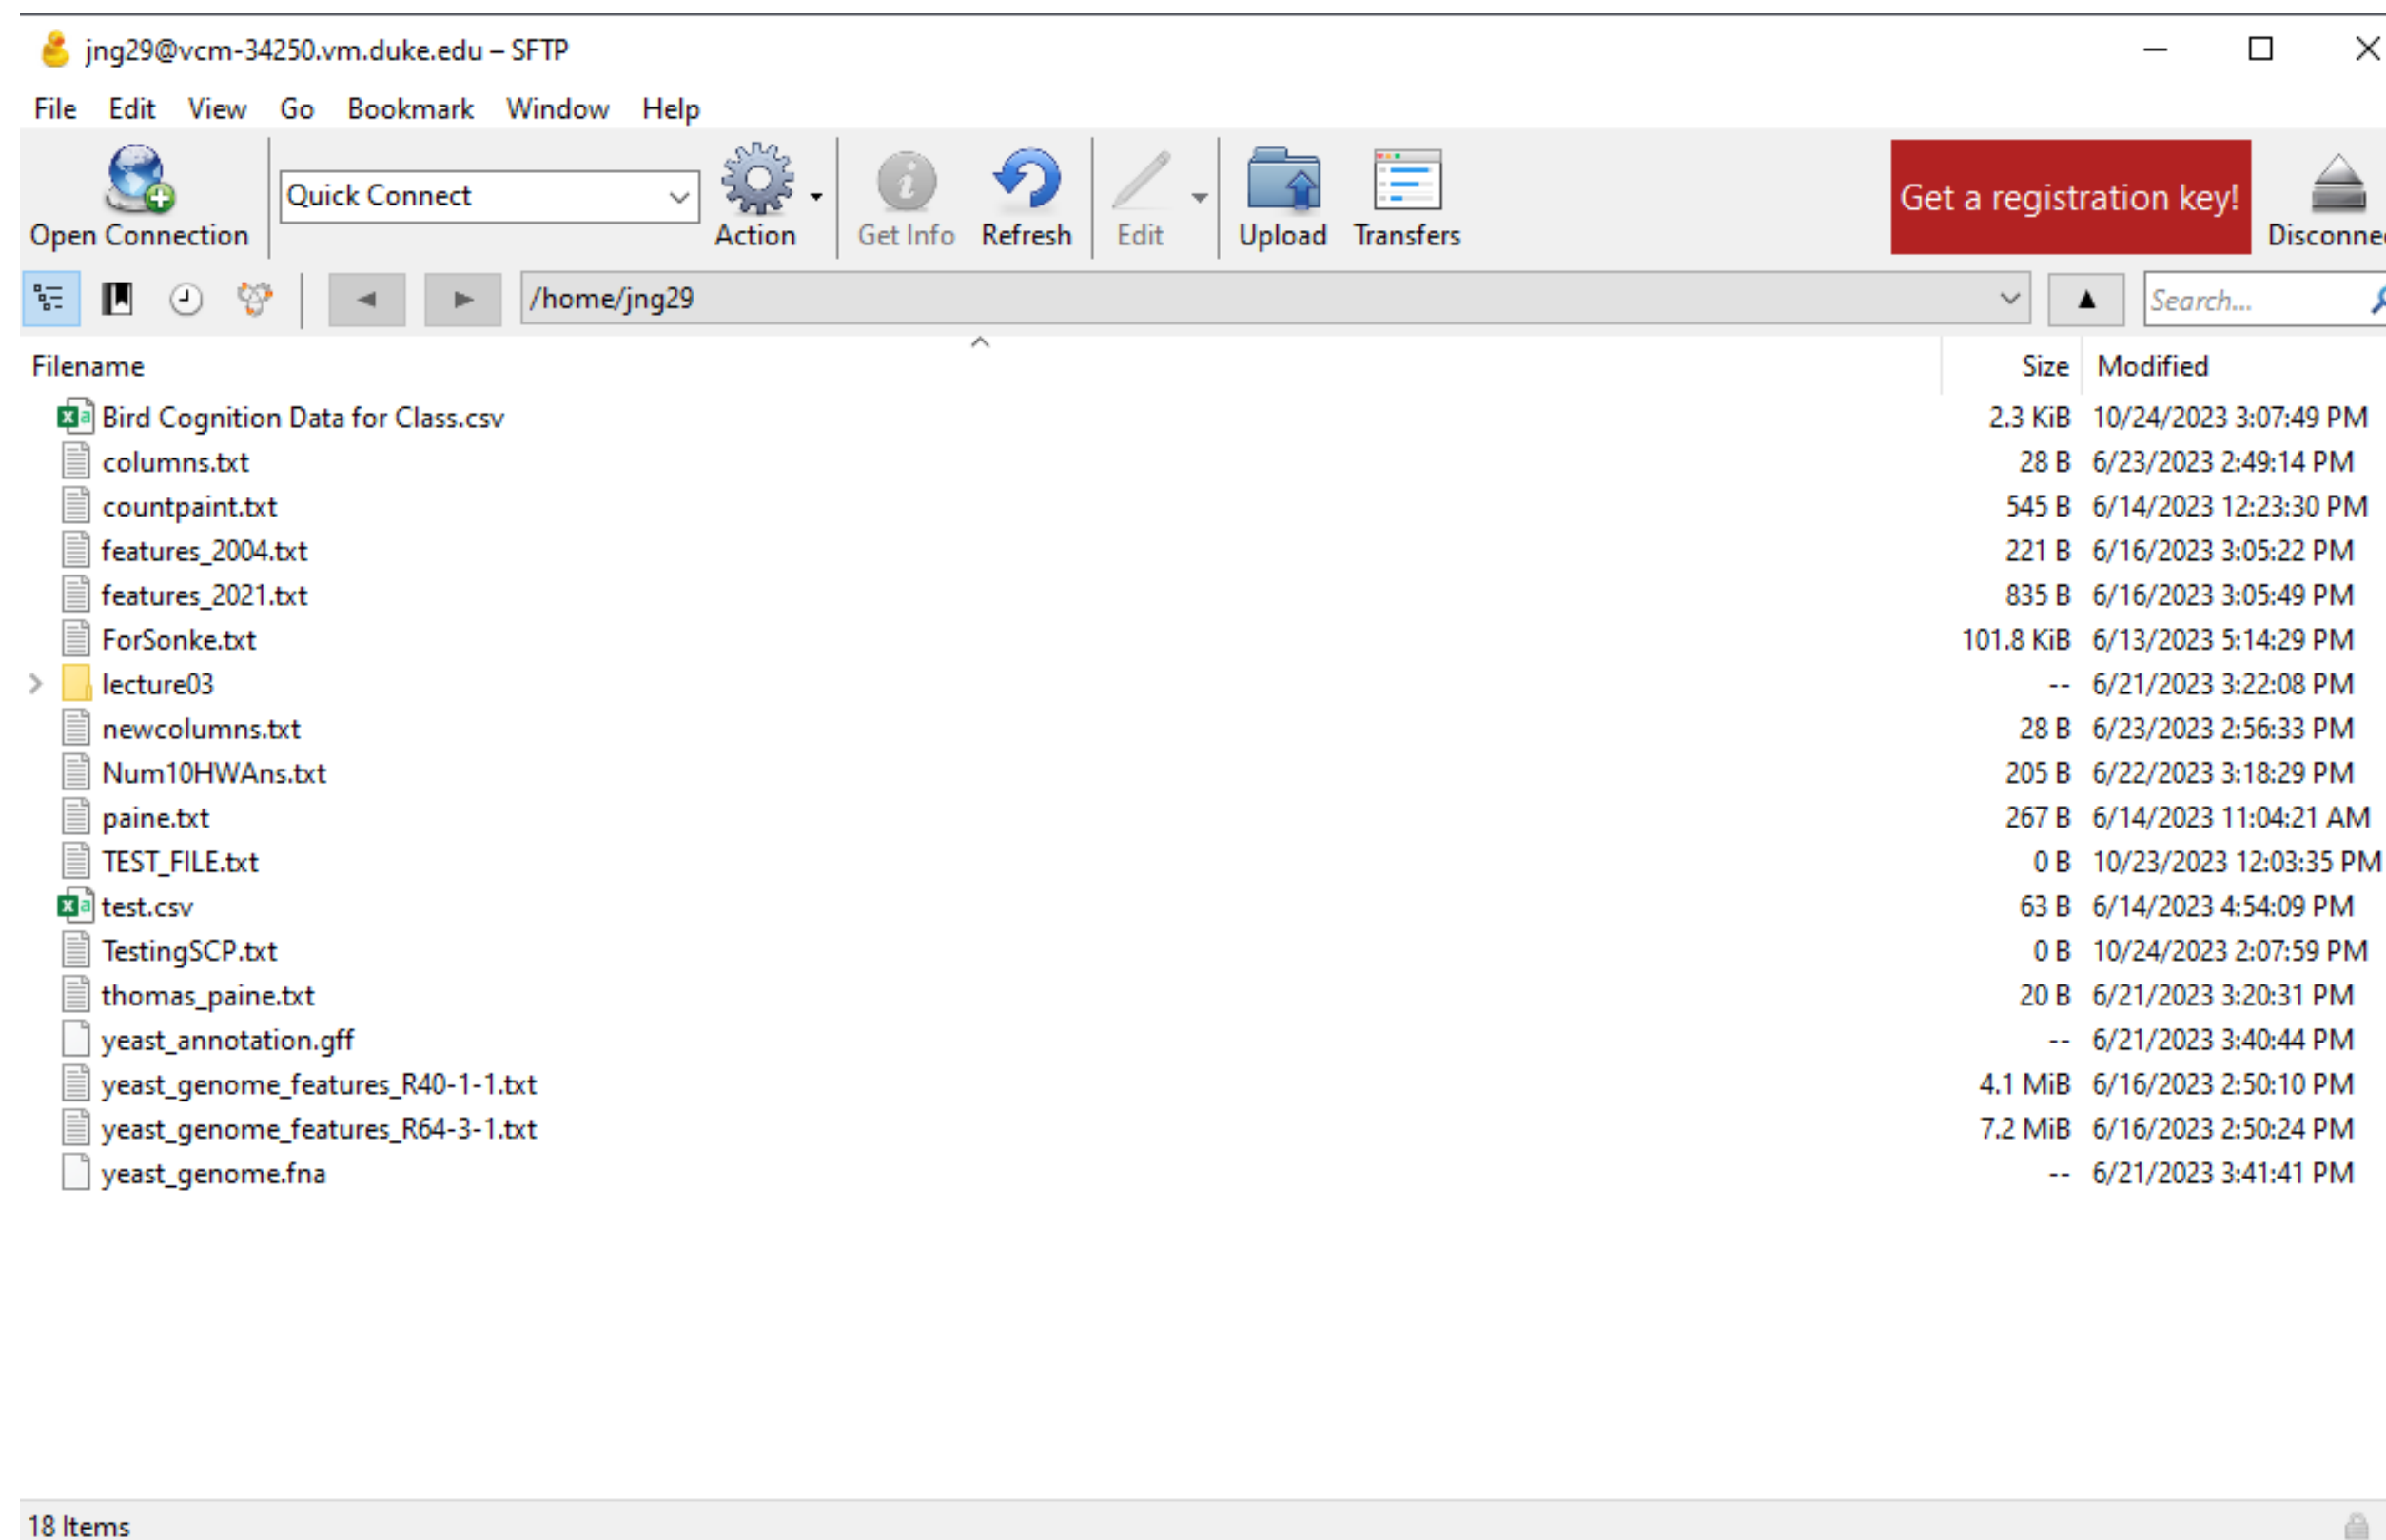 jng29@vcm-34250.vm.duke.edu – SFTP
File Edit View Go Bookmark Window Help
Open Connection Quick Connect Action Get Info Refresh Edit Upload Transfers Get a registration key! Disconnec
/home/jng29 Search...
Filename Size Modified
Bird Cognition Data for Class.csv 2.3 KiB 10/24/2023 3:07:49 PM
columns.txt 28 B 6/23/2023 2:49:14 PM
countpaint.txt 545 B 6/14/2023 12:23:30 PM
features_2004.txt 221 B 6/16/2023 3:05:22 PM
features_2021.txt 835 B 6/16/2023 3:05:49 PM
ForSonke.txt 101.8 KiB 6/13/2023 5:14:29 PM
lecture03 -- 6/21/2023 3:22:08 PM
newcolumns.txt 28 B 6/23/2023 2:56:33 PM
Num10HWAns.txt 205 B 6/22/2023 3:18:29 PM
paine.txt 267 B 6/14/2023 11:04:21 AM
TEST_FILE.txt 0 B 10/23/2023 12:03:35 PM
test.csv 63 B 6/14/2023 4:54:09 PM
TestingSCP.txt 0 B 10/24/2023 2:07:59 PM
thomas_paine.txt 20 B 6/21/2023 3:20:31 PM
yeast_annotation.gff -- 6/21/2023 3:40:44 PM
yeast_genome_features_R40-1-1.txt 4.1 MiB 6/16/2023 2:50:10 PM
yeast_genome_features_R64-3-1.txt 7.2 MiB 6/16/2023 2:50:24 PM
yeast_genome.fna -- 6/21/2023 3:41:41 PM
18 Items